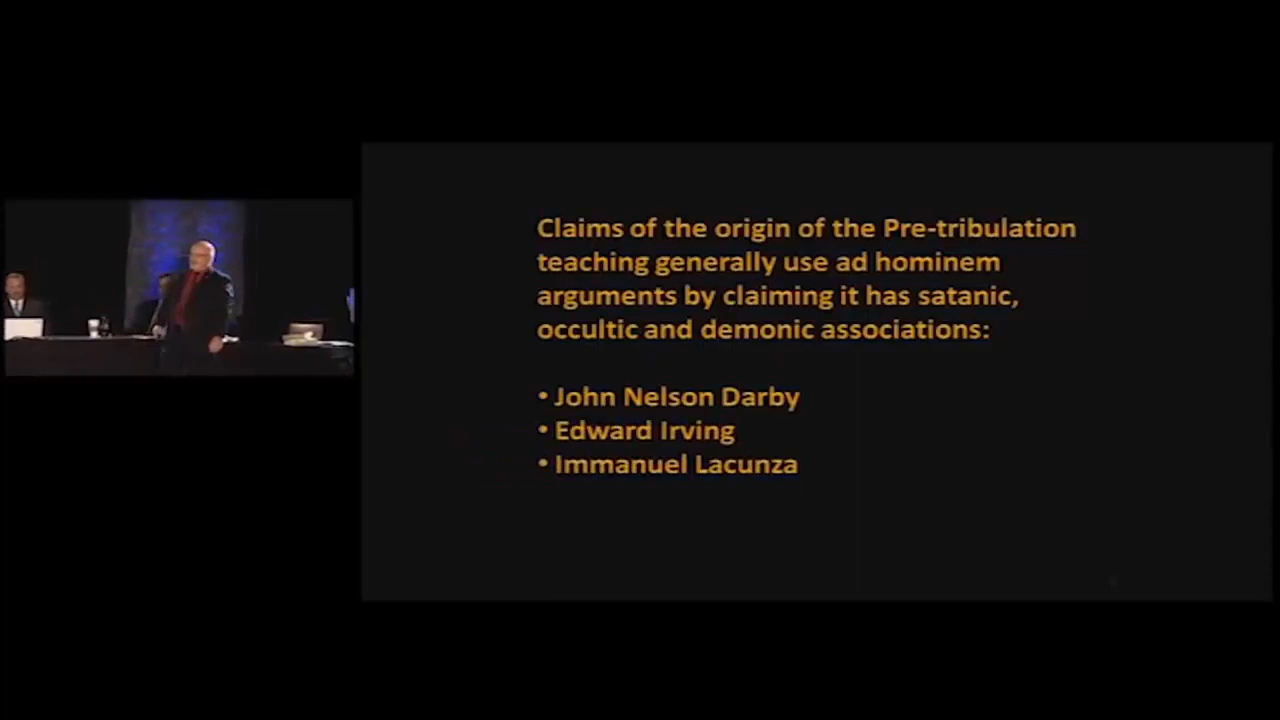 Claims of the origin of the Pre-tribulation
teaching generally use ad hominem
arguments by claiming it has satanic,
occultic and demonic associations:
• John Nelson Darby
• Edward Irving
• Immanuel Lacunza